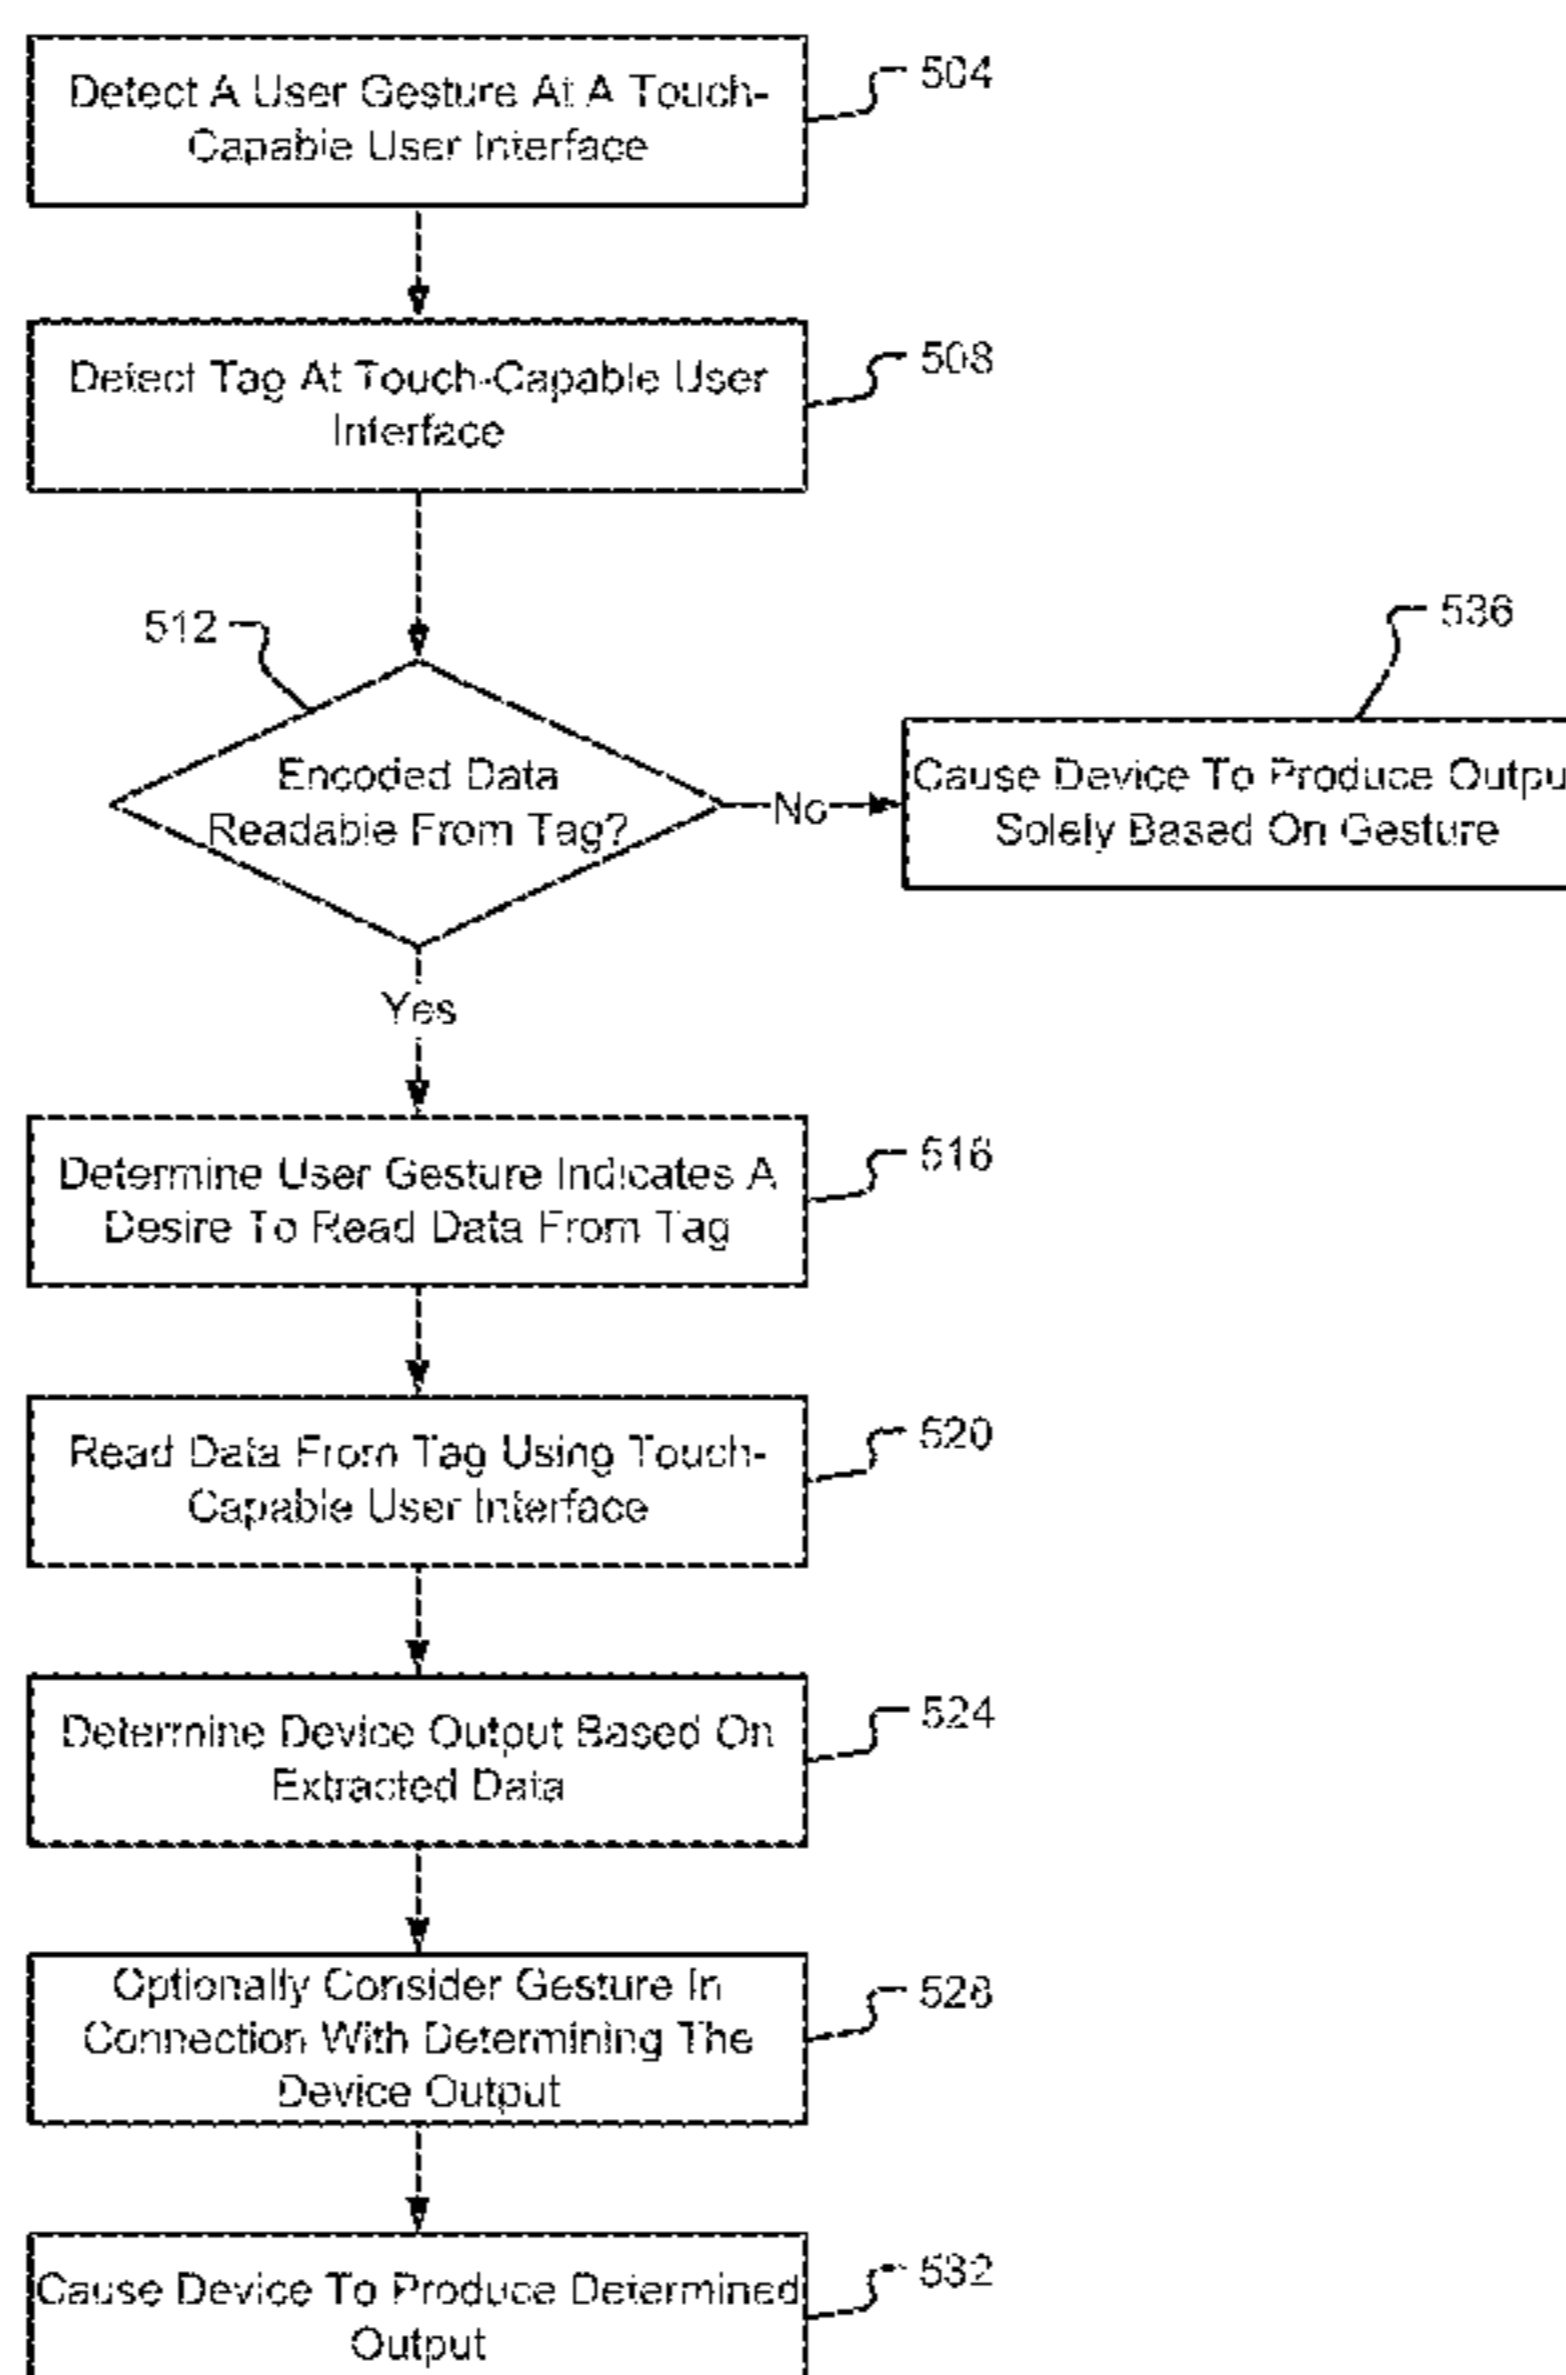 Detect A User Gesture At A Touch-
Capable User Interface
504
Detect Tag At Touch-Capable User
Interface
508
512
Encoded Data
Readable From Tag?
No
536
Cause Device To Produce Outpu
Solely Based On Gesture
Yes
Determine User Gesture Indicates A
Desire To Read Data From Tag
516
Read Data From Tag Using Touch-
Capable User Interface
520
Determine Device Output Based On
Extracted Data
524
Optionally Consider Gesture In
Connection With Determining The
Device Output
528
Cause Device To Produce Determined
Output
532